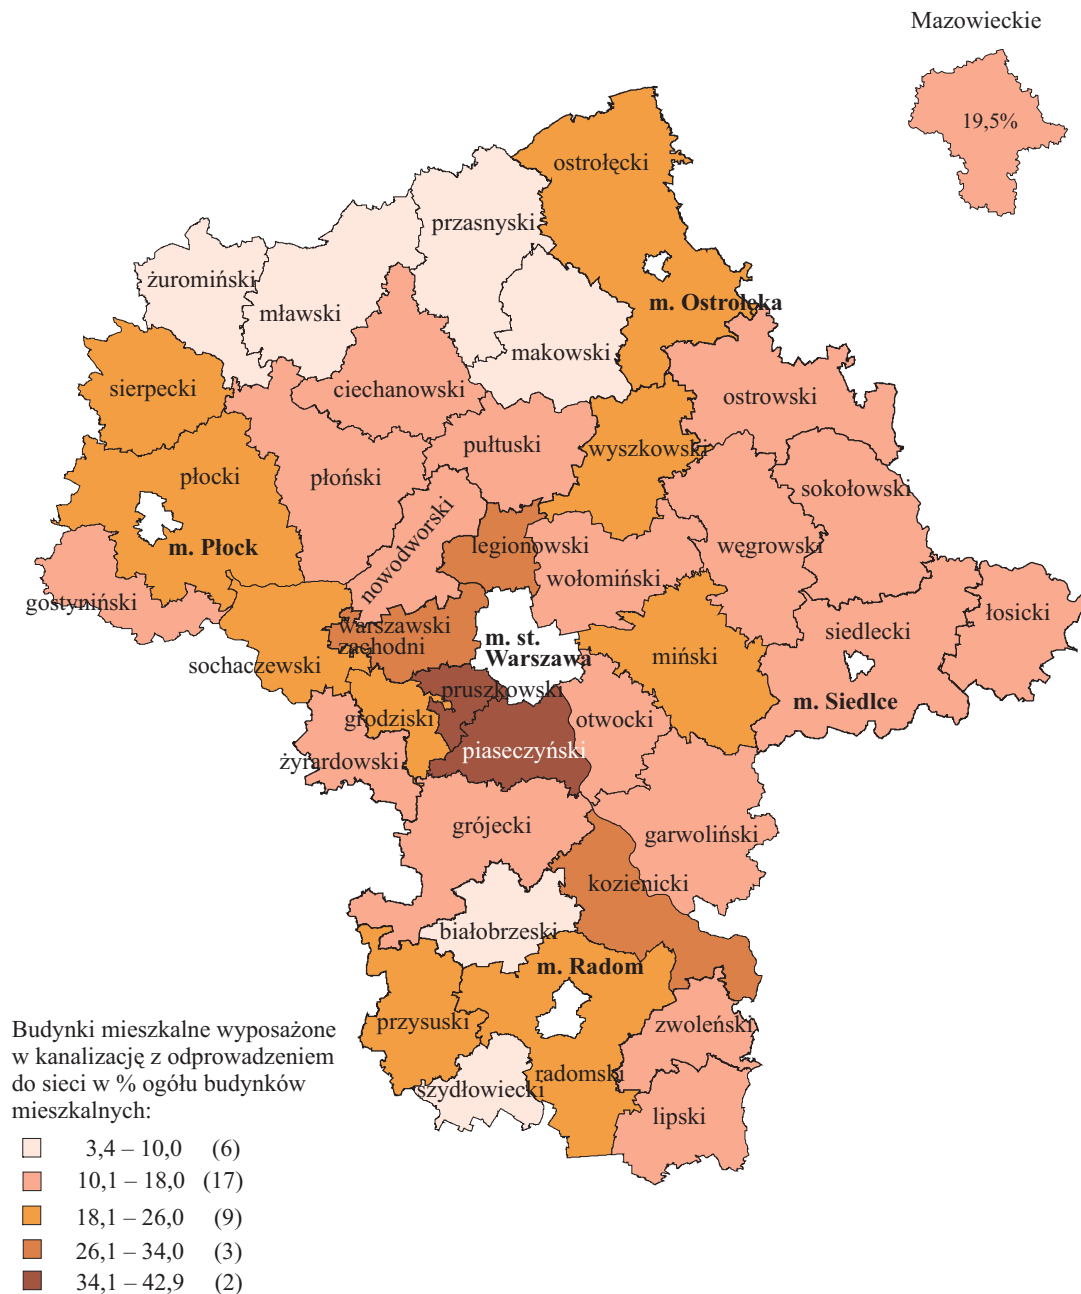 Mazowieckie
19,5%
ostrołęcki
przasnyski
żuromiński
m. Ostrołęka
mławski
makowski
sierpecki
ciechanowski
ostrowski
pułtuski
wyszkowski
płocki
płoński
sokołowski
nowodworski
legionowski
węgrowski
m. Płock
wołomiński
gostyniński
łosicki
warszawski
zachodni
siedlecki
m. st.
Warszawa
miński
sochaczewski
pruszkowski
m. Siedlce
grodziski
otwocki
piaseczyński
żyrardowski
grójecki
garwoliński
kozienicki
białobrzeski
m. Radom
przysuski
zwoleński
radomski
szydłowiecki
lipski
Budynki mieszkalne wyposażone
w kanalizację z odprowadzeniem
do sieci w % ogółu budynków
mieszkalnych:
3,4 – 10,0 (6)
10,1 – 18,0 (17)
18,1 – 26,0 (9)
26,1 – 34,0 (3)
34,1 – 42,9 (2)